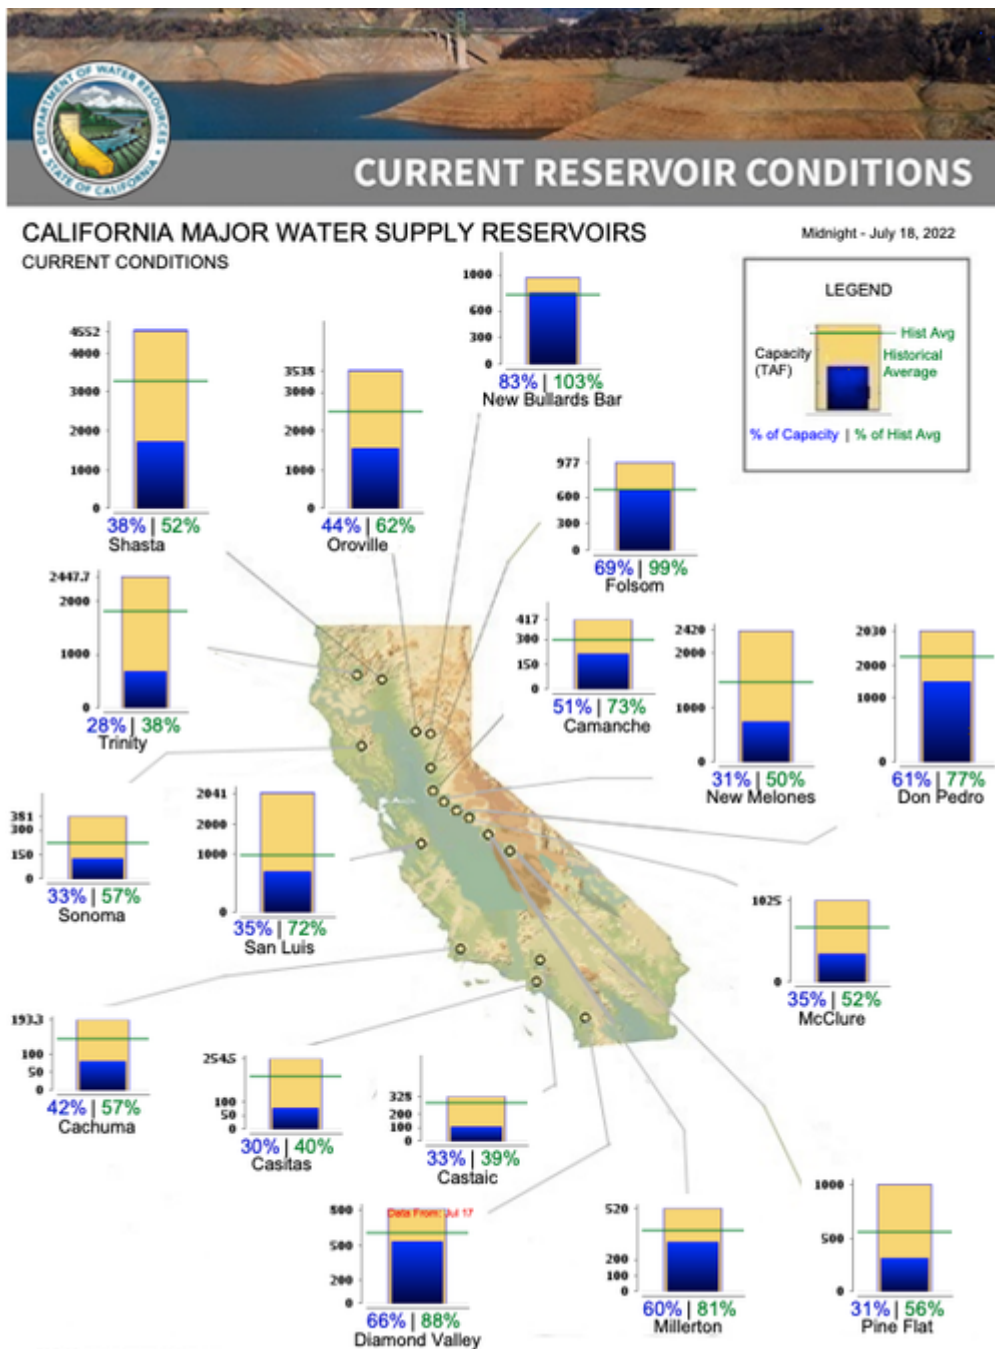 DEPARTMENT OF WATER RESOURCES
STATE OF CALIFORNIA
CURRENT RESERVOIR CONDITIONS
CALIFORNIA MAJOR WATER SUPPLY RESERVOIRS
Midnight - July 18, 2022
CURRENT CONDITIONS
LEGEND
Hist Avg
Capacity
(TAF)
Historical
Average
% of Capacity | % of Hist Avg
4552
4000
3000
2000
1000
0
38% | 52%
Shasta
3538
3000
2000
1000
0
44% | 62%
Oroville
1000
600
300
0
83% | 103%
New Bullards Bar
977
600
300
0
69% | 99%
Folsom
2447.7
2000
1000
0
28% | 38%
Trinity
417
300
150
0
51% | 73%
Camanche
2420
2000
1000
0
31% | 50%
New Melones
2030
2000
1000
0
61% | 77%
Don Pedro
381
300
150
0
33% | 57%
Sonoma
2041
2000
1000
0
35% | 72%
San Luis
1025
0
35% | 52%
McClure
193.3
100
50
0
42% | 57%
Cachuma
254.5
100
50
0
30% | 40%
Casitas
325
200
100
0
33% | 39%
Castaic
800
Data From: Jul 17
500
200
0
66% | 88%
Diamond Valley
520
200
100
0
60% | 81%
Millerton
1000
500
0
31% | 56%
Pine Flat